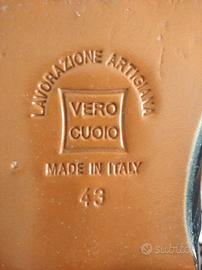 LAVORAZIONE ARTIGIANA
VERO
CUOIO
MADE IN ITALY
43
subito